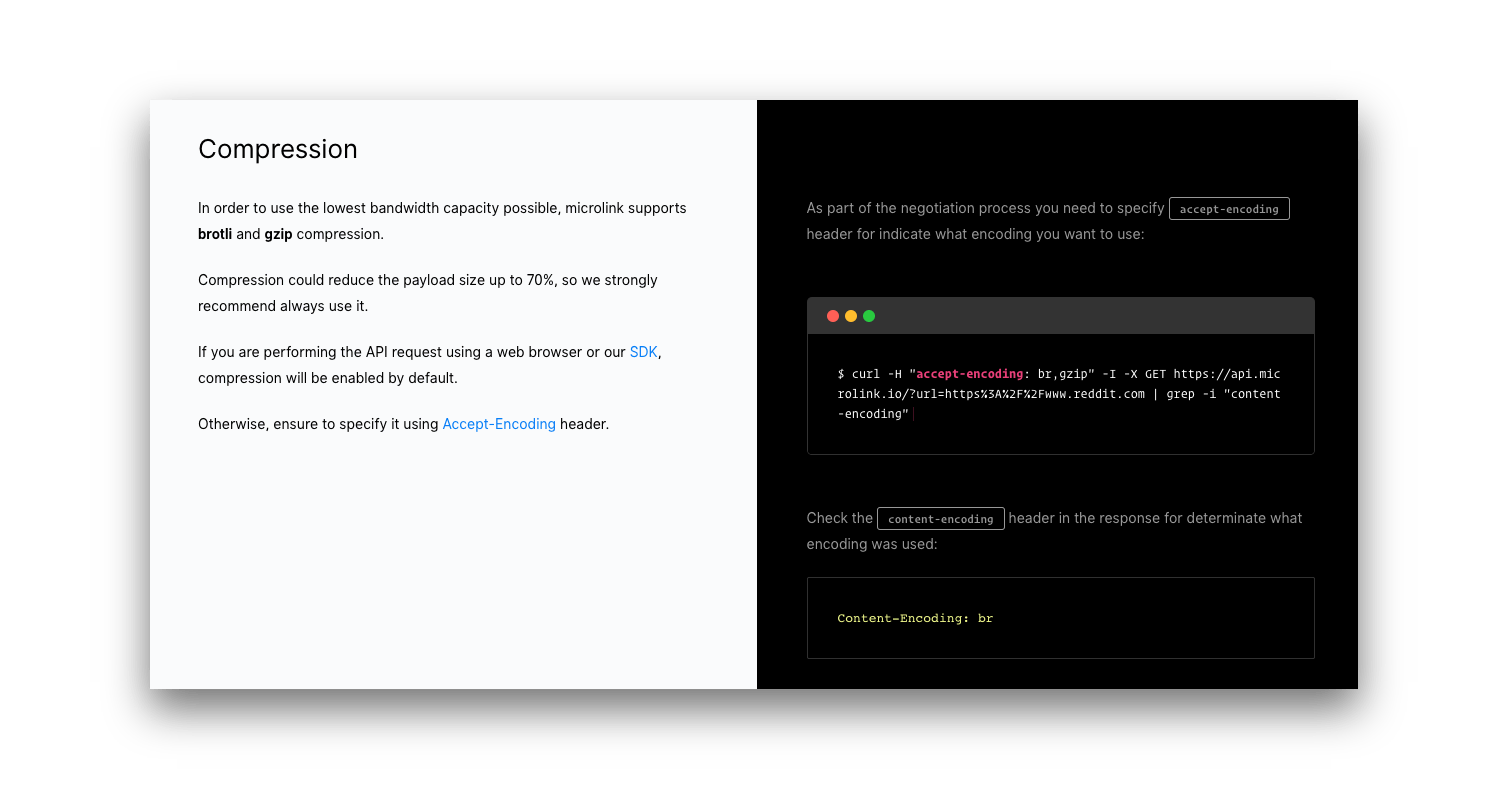 Compression
In order to use the lowest bandwidth capacity possible, microlink supports
brotli and gzip compression.
Compression could reduce the payload size up to 70%, so we strongly
recommend always use it.
If you are performing the API request using a web browser or our SDK,
compression will be enabled by default.
Otherwise, ensure to specify it using Accept-Encoding header.
As part of the negotiation process you need to specify accept-encoding
header for indicate what encoding you want to use:
$ curl -H "accept-encoding: br,gzip" -I -X GET https://api.mic
rolink.io/?url=https%3A%2F%2Fwww.reddit.com | grep -i "content
-encoding"
Check the content-encoding header in the response for determinate what
encoding was used:
Content-Encoding: br